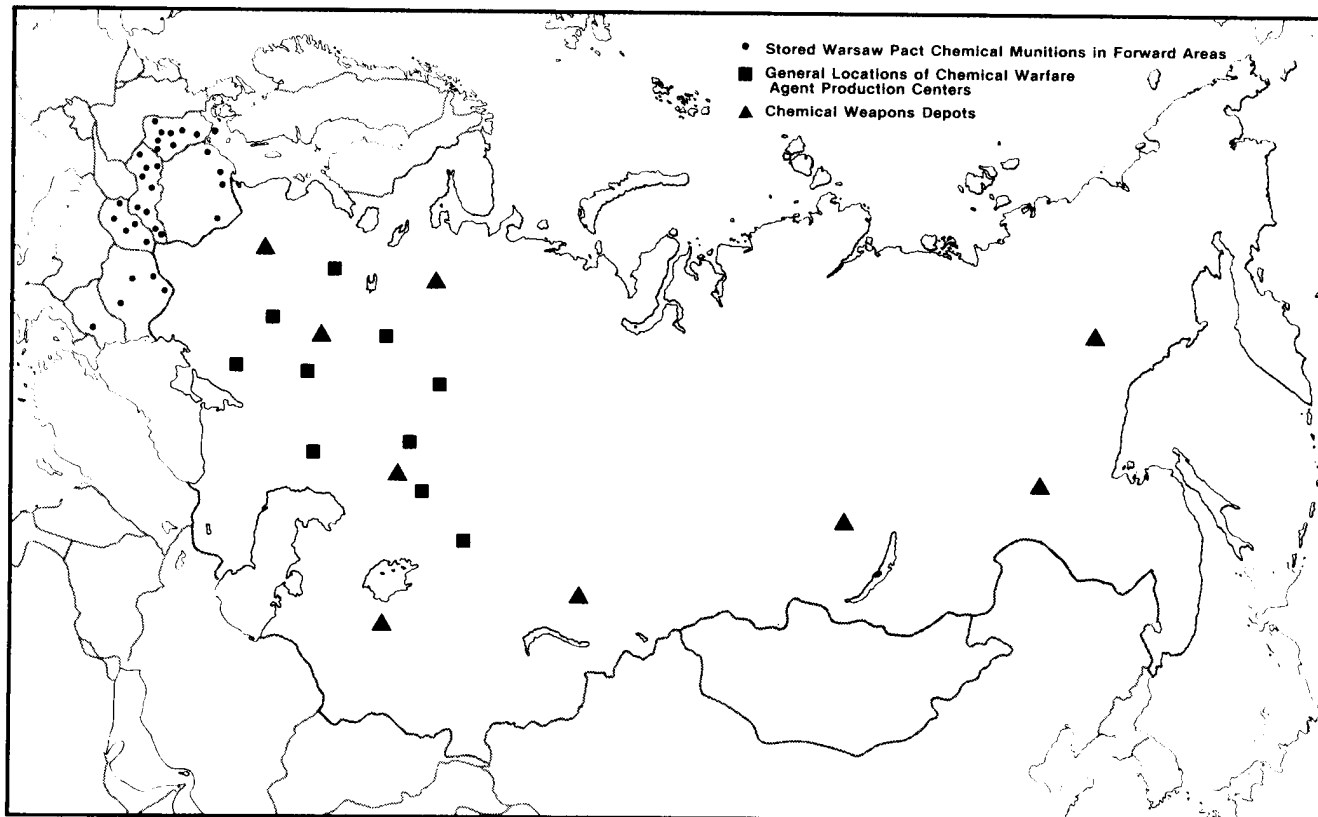 Stored Warsaw Pact Chemical Munitions in Forward Areas
General Locations of Chemical Warfare
Agent Production Centers
Chemical Weapons Depots